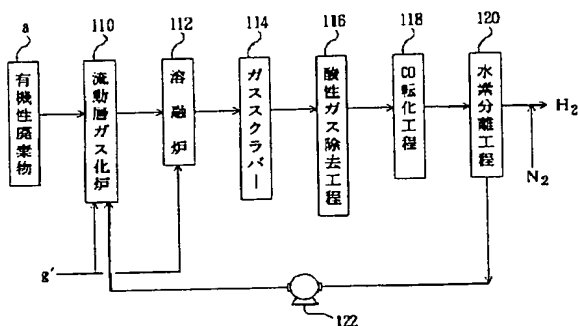 a
110
112
114
116
118
120
有機性廃棄物
流動層ガス化炉
溶融炉
ガススクラバー
酸性ガス除去工程
CO転化工程
水素分離工程
H2
N2
g'
122